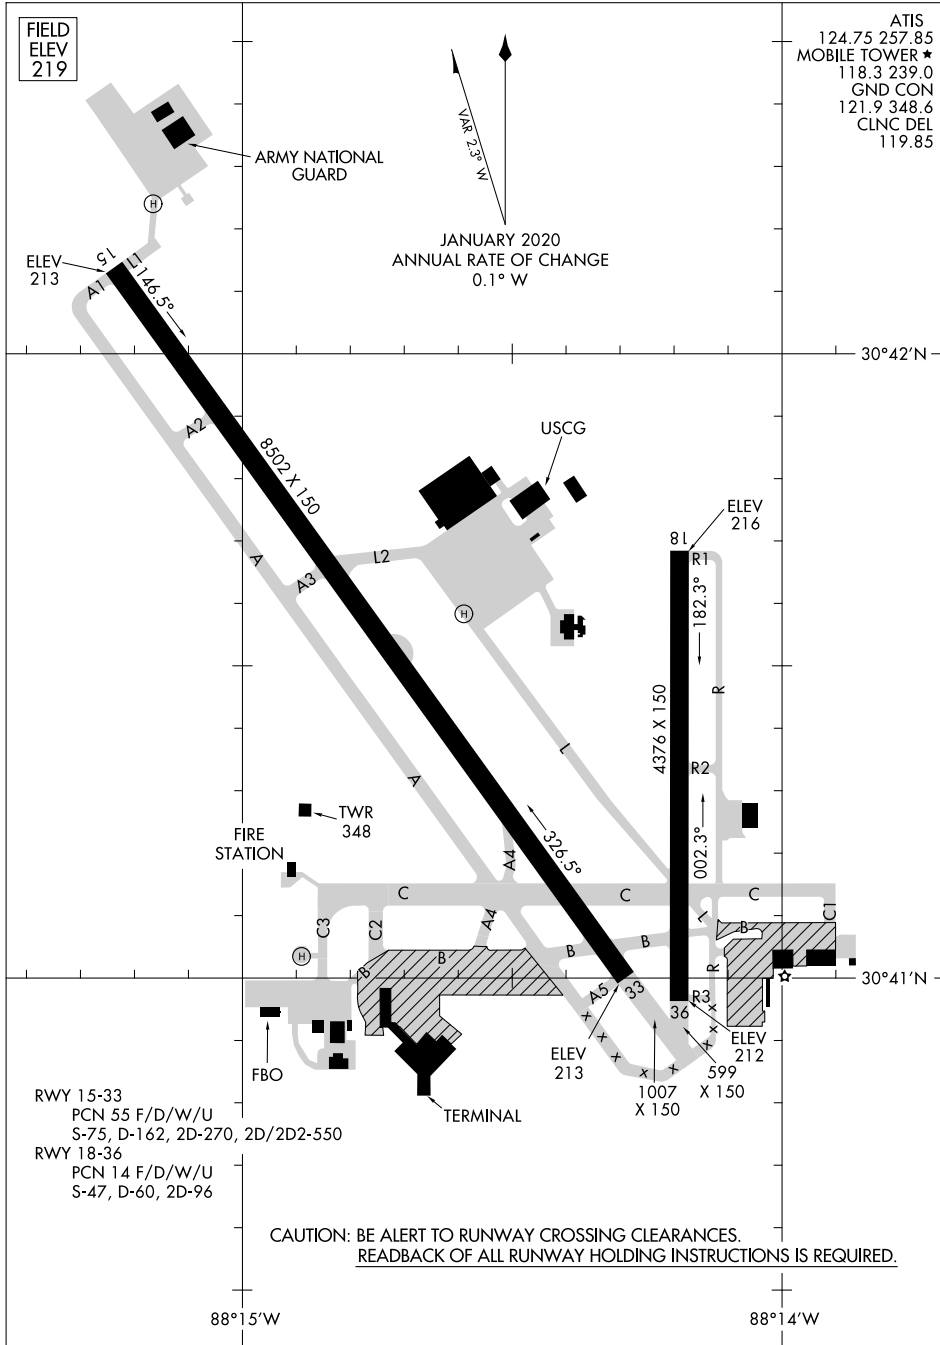 FIELD
ELEV
219
ATIS
124.75 257.85
MOBILE TOWER ★
118.3 239.0
GND CON
121.9 348.6
CLNC DEL
119.85
VAR 2.3° W
JANUARY 2020
ANNUAL RATE OF CHANGE
0.1° W
ARMY NATIONAL
GUARD
H
ELEV
213
15
L1
A1
146.5°
30°42'N
A2
8502 X 150
USCG
ELEV
216
18
R1
182.3°
L2
A
A3
H
R
4376 X 150
L
R2
A
002.3°
TWR
348
FIRE
STATION
326.5°
A4
C
C
C
C1
C3
C2
A4
L
B
B
B
B
B
H
R
A5
33
R3
36
30°41'N
x x x x x x x x x
ELEV
213
ELEV
212
599
X 150
1007
X 150
FBO
TERMINAL
RWY 15-33
PCN 55 F/D/W/U
S-75, D-162, 2D-270, 2D/2D2-550
RWY 18-36
PCN 14 F/D/W/U
S-47, D-60, 2D-96
CAUTION: BE ALERT TO RUNWAY CROSSING CLEARANCES.
READBACK OF ALL RUNWAY HOLDING INSTRUCTIONS IS REQUIRED.
88°15'W
88°14'W